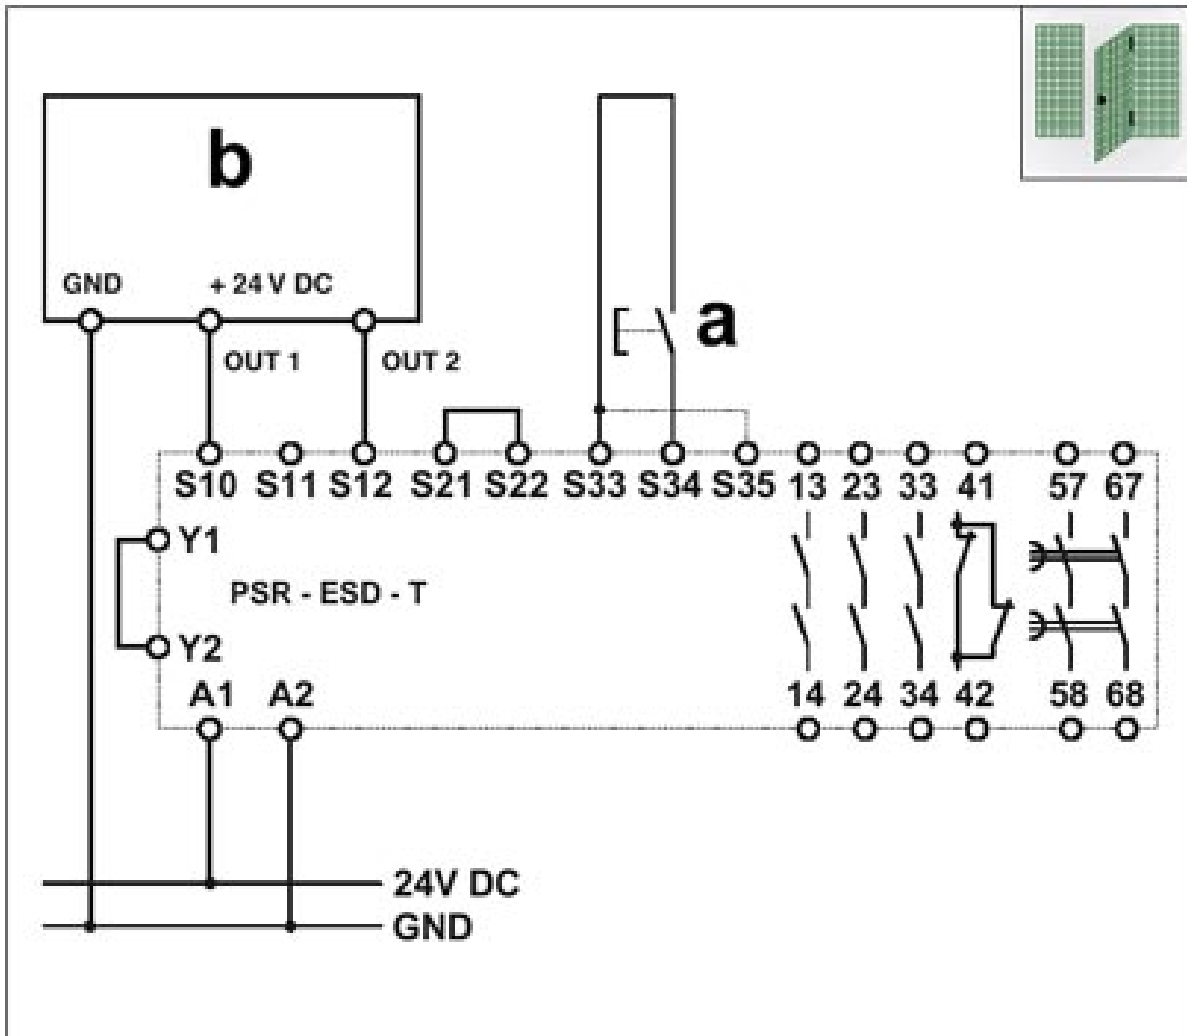 b
GND + 24 V DC
OUT 1 OUT 2
a
S10 S11 S12 S21 S22 S33 S34 S35 13 23 33 41 57 67
Y1
PSR - ESD - T
Y2
A1 A2 14 24 34 42 58 68
24V DC
GND